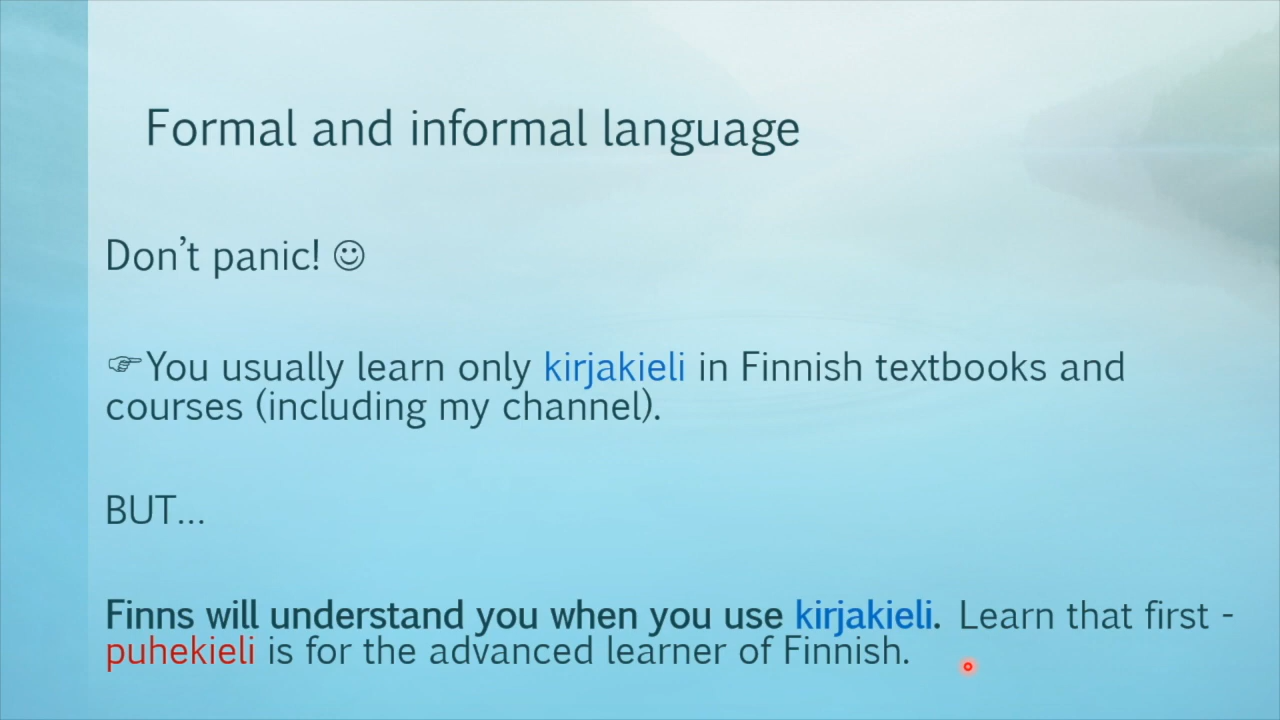 Formal and informal language
Don’t panic! ☺
☞You usually learn only kirjakieli in Finnish textbooks and
courses (including my channel).
BUT...
Finns will understand you when you use kirjakieli. Learn that first -
puhekieli is for the advanced learner of Finnish.